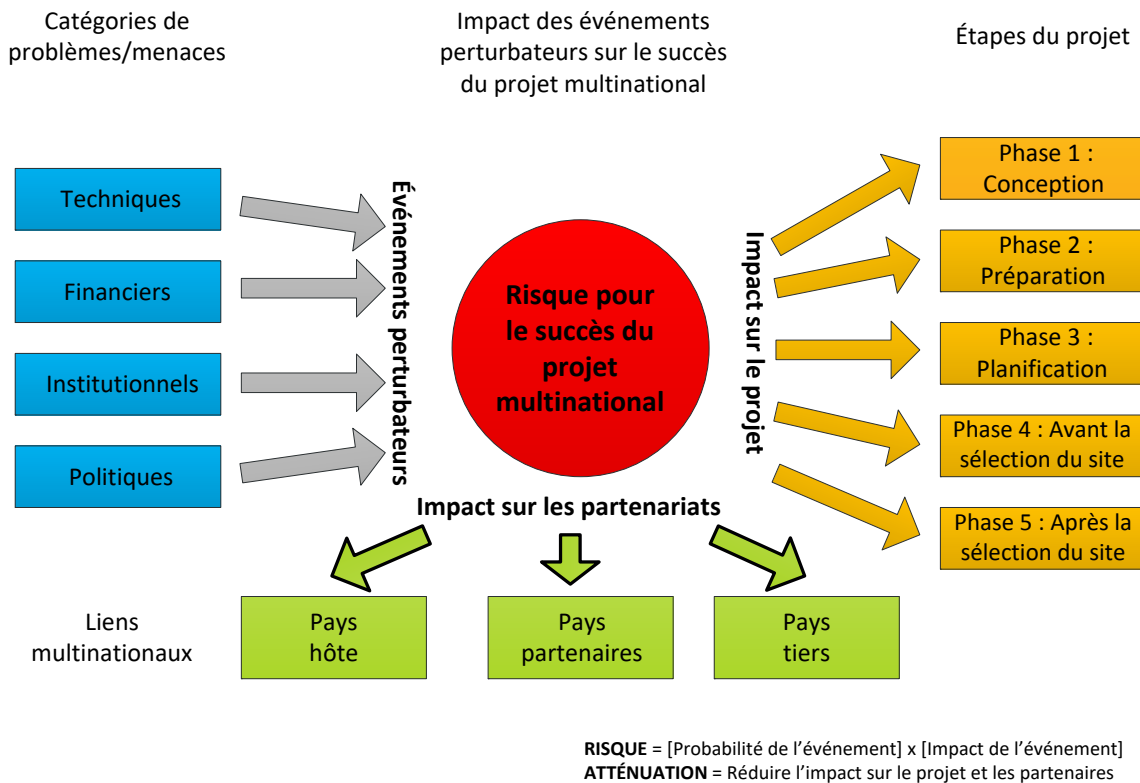 Catégories de
problèmes/menaces
Impact des événements
perturbateurs sur le succès
du projet multinational
Étapes du projet
Techniques
Financiers
Institutionnels
Politiques
Événements perturbateurs
Risque pour
le succès du
projet
multinational
Impact sur le projet
Phase 1 :
Conception
Phase 2 :
Préparation
Phase 3 :
Planification
Phase 4 : Avant la
sélection du site
Phase 5 : Après la
sélection du site
Impact sur les partenariats
Liens
multinationaux
Pays
hôte
Pays
partenaires
Pays
tiers
RISQUE = [Probabilité de l’événement] x [Impact de l’événement]
ATTÉNUATION = Réduire l’impact sur le projet et les partenaires